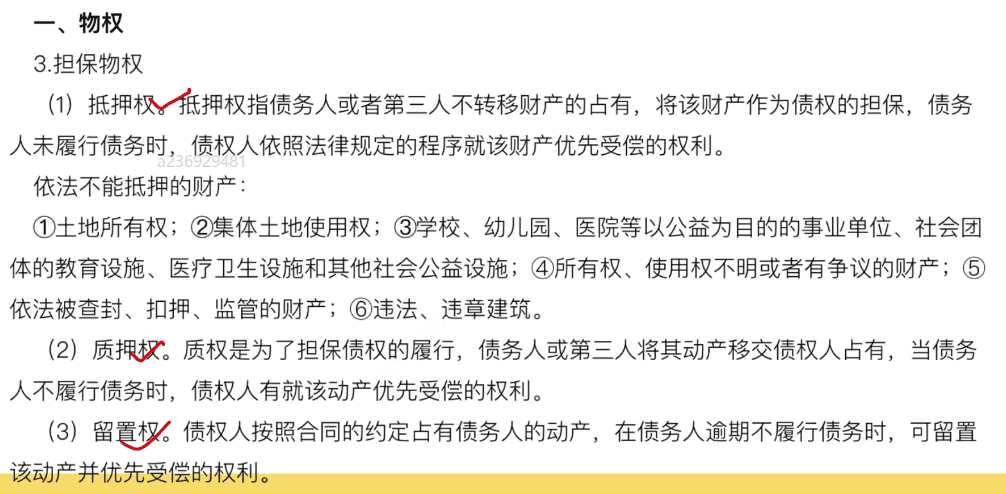 一、物权
3.担保物权
（1）抵押权。抵押权指债务人或者第三人不转移财产的占有，将该财产作为债权的担保，债务
人未履行债务时，债权人依照法律规定的程序就该财产优先受偿的权利。
a236929481
依法不能抵押的财产：
①土地所有权；②集体土地使用权；③学校、幼儿园、医院等以公益为目的的事业单位、社会团
体的教育设施、医疗卫生设施和其他社会公益设施；④所有权、使用权不明或者有争议的财产；⑤
依法被查封、扣押、监管的财产；⑥违法、违章建筑。
（2）质押权。质权是为了担保债权的履行，债务人或第三人将其动产移交债权人占有，当债务
人不履行债务时，债权人有就该动产优先受偿的权利。
（3）留置权。债权人按照合同的约定占有债务人的动产，在债务人逾期不履行债务时，可留置
该动产并优先受偿的权利。